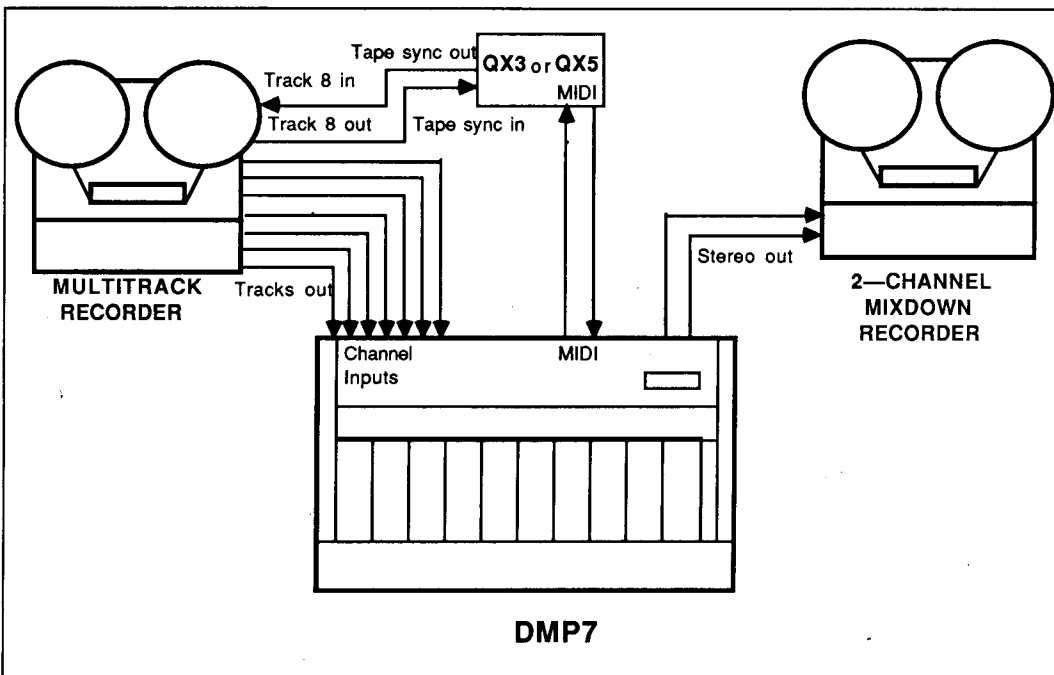 Tape sync out
QX3 or QX5
MIDI
Track 8 in
Track 8 out
Tape sync in
Stereo out
Tracks out
MULTITRACK
RECORDER
2—CHANNEL
MIXDOWN
RECORDER
Channel
Inputs
MIDI
DMP7